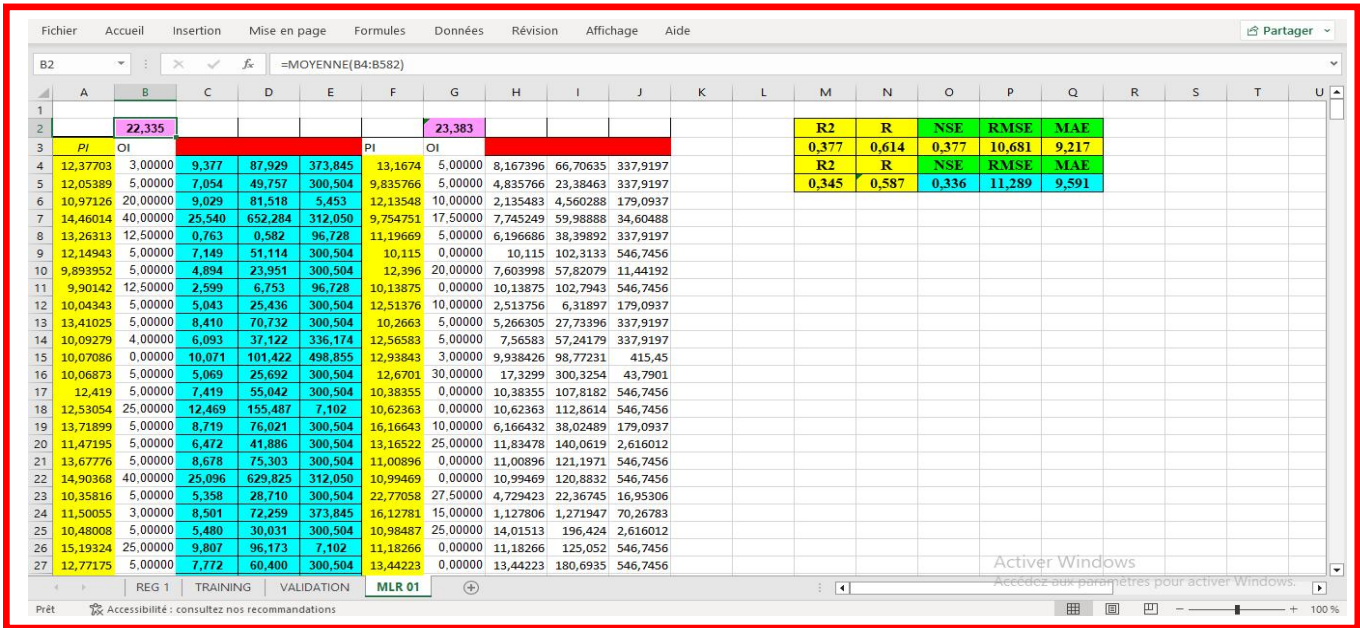 Fichier Accueil Insertion Mise en page Formules Données Révision Affichage Aide Partager
B2 fx =MOYENNE(B4:B582)
A B C D E F G H I J K L M N O P Q R S T U
1
2 22,335 23,383 R2 R NSE RMSE MAE
3 PI OI PI OI 0,377 0,614 0,377 10,681 9,217
4 12,37703 3,00000 9,377 87,929 373,845 13,1674 5,00000 8,167396 66,70635 337,9197 R2 R NSE RMSE MAE
5 12,05389 5,00000 7,054 49,757 300,504 9,835766 5,00000 4,835766 23,38463 337,9197 0,345 0,587 0,336 11,289 9,591
6 10,97126 20,00000 9,029 81,518 5,453 12,13548 10,00000 2,135483 4,560288 179,0937
7 14,46014 40,00000 25,540 652,284 312,050 9,754751 17,50000 7,745249 59,98888 34,60488
8 13,26313 12,50000 0,763 0,582 96,728 11,19669 5,00000 6,196686 38,39892 337,9197
9 12,14943 5,00000 7,149 51,114 300,504 10,115 0,00000 10,115 102,3133 546,7456
10 9,893952 5,00000 4,894 23,951 300,504 12,396 20,00000 7,603998 57,82079 11,44192
11 9,90142 12,50000 2,599 6,753 96,728 10,13875 0,00000 10,13875 102,7943 546,7456
12 10,04343 5,00000 5,043 25,436 300,504 12,51376 10,00000 2,513756 6,31897 179,0937
13 13,41025 5,00000 8,410 70,732 300,504 10,2663 5,00000 5,266305 27,73396 337,9197
14 10,09279 4,00000 6,093 37,122 336,174 12,56583 5,00000 7,56583 57,24179 337,9197
15 10,07086 0,00000 10,071 101,422 498,855 12,93843 3,00000 9,938426 98,77231 415,45
16 10,06873 5,00000 5,069 25,692 300,504 12,6701 30,00000 17,3299 300,3254 43,7901
17 12,419 5,00000 7,419 55,042 300,504 10,38355 0,00000 10,38355 107,8182 546,7456
18 12,53054 25,00000 12,469 155,487 7,102 10,62363 0,00000 10,62363 112,8614 546,7456
19 13,71899 5,00000 8,719 76,021 300,504 16,16643 10,00000 6,166432 38,02489 179,0937
20 11,47195 5,00000 6,472 41,886 300,504 13,16522 25,00000 11,83478 140,0619 2,616012
21 13,67776 5,00000 8,678 75,303 300,504 11,00896 0,00000 11,00896 121,1971 546,7456
22 14,90368 40,00000 25,096 629,825 312,050 10,99469 0,00000 10,99469 120,8832 546,7456
23 10,35816 5,00000 5,358 28,710 300,504 22,77058 27,50000 4,729423 22,36745 16,95306
24 11,50055 3,00000 8,501 72,259 373,845 16,12781 15,00000 1,127806 1,271947 70,26783
25 10,48008 5,00000 5,480 30,031 300,504 10,98487 25,00000 14,01513 196,424 2,616012
26 15,19324 25,00000 9,807 96,173 7,102 11,18266 0,00000 11,18266 125,052 546,7456
27 12,77175 5,00000 7,772 60,400 300,504 13,44223 0,00000 13,44223 180,6935 546,7456
Activer Windows
Accédez aux paramètres pour activer Windows.
REG 1 TRAINING VALIDATION MLR 01
Prêt Accessibilité : consultez nos recommandations 100 %